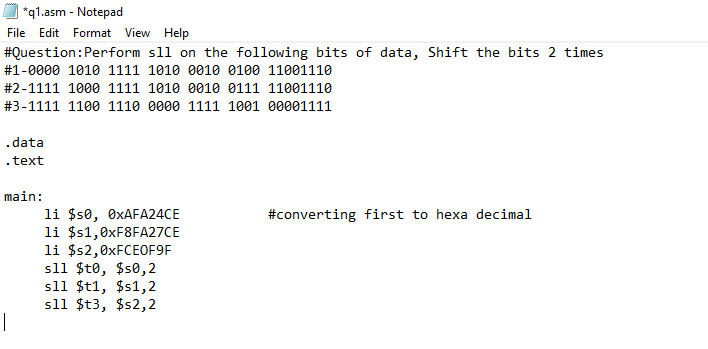 *q1.asm - Notepad
File Edit Format View Help
#Question:Perform sll on the following bits of data, Shift the bits 2 times
#1-0000 1010 1111 1010 0010 0100 11001110
#2-1111 1000 1111 1010 0010 0111 11001110
#3-1111 1100 1110 0000 1111 1001 00001111
.data
.text
main:
li $s0, 0xAFA24CE #converting first to hexa decimal
li $s1,0xF8FA27CE
li $s2,0xFCEOF9F
sll $t0, $s0,2
sll $t1, $s1,2
sll $t3, $s2,2